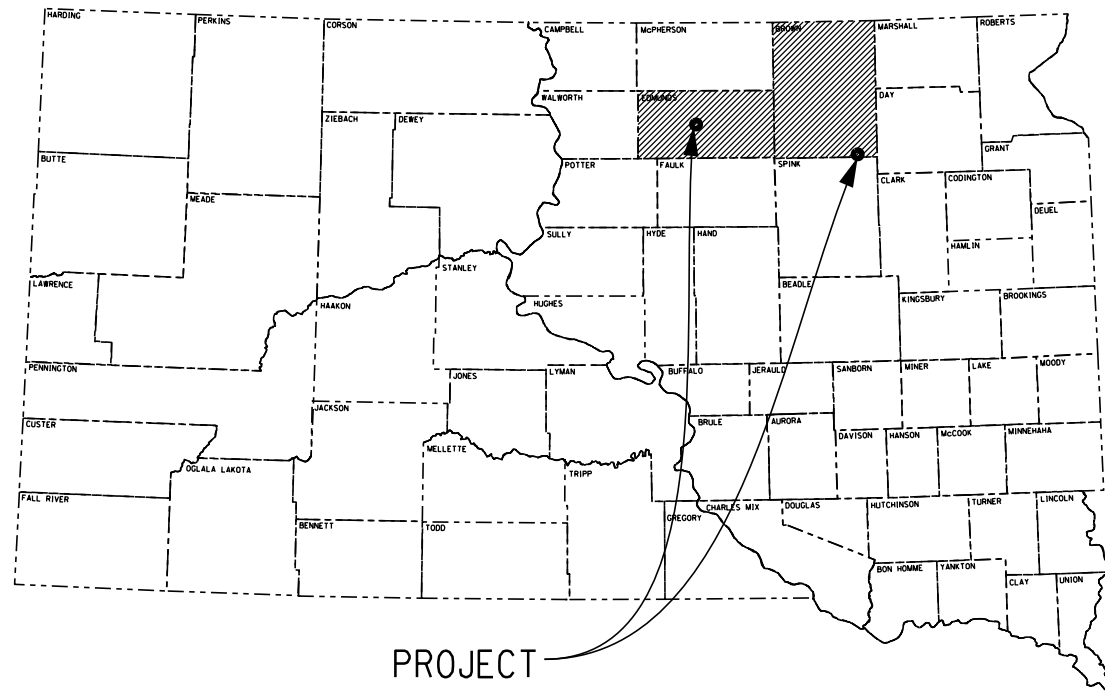 HARDING
PERKINS
CORSON
CAMPBELL
McPHERSON
BROWN
MARSHALL
ROBERTS
WALWORTH
EDMUNDS
DAY
ZIEBACH
DEWEY
GRANT
BUTTE
POTTER
FAULK
SPINK
CLARK
CODINGTON
MEADE
DEUEL
SULLY
HYDE
HAND
HAMLIN
STANLEY
LAWRENCE
HAAKON
HUGHES
BEADLE
KINGSBURY
BROOKINGS
PENNINGTON
JONES
LYMAN
BUFFALO
JERAULD
SANBORN
MINER
LAKE
MOODY
JACKSON
CUSTER
BRULE
AURORA
DAVISON
HANSON
McCOOK
MINNEHAHA
MELLETTE
OGLALA LAKOTA
TRIPP
FALL RIVER
BENNETT
TODD
GREGORY
CHARLES MIX
DOUGLAS
HUTCHINSON
TURNER
LINCOLN
BON HOMME
YANKTON
CLAY
UNION
PROJECT